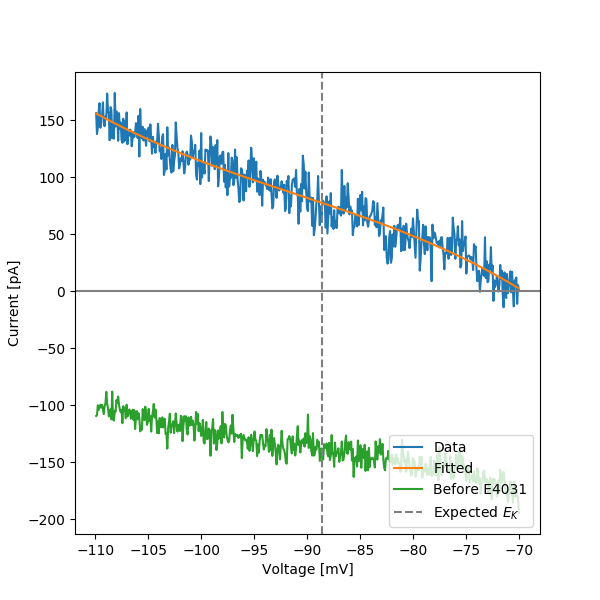 Current [pA]
150
100
50
0
−50
−100
−150
−200
−110
−105
−100
−95
−90
−85
−80
−75
−70
Voltage [mV]
Data
Fitted
Before E4031
Expected E_K